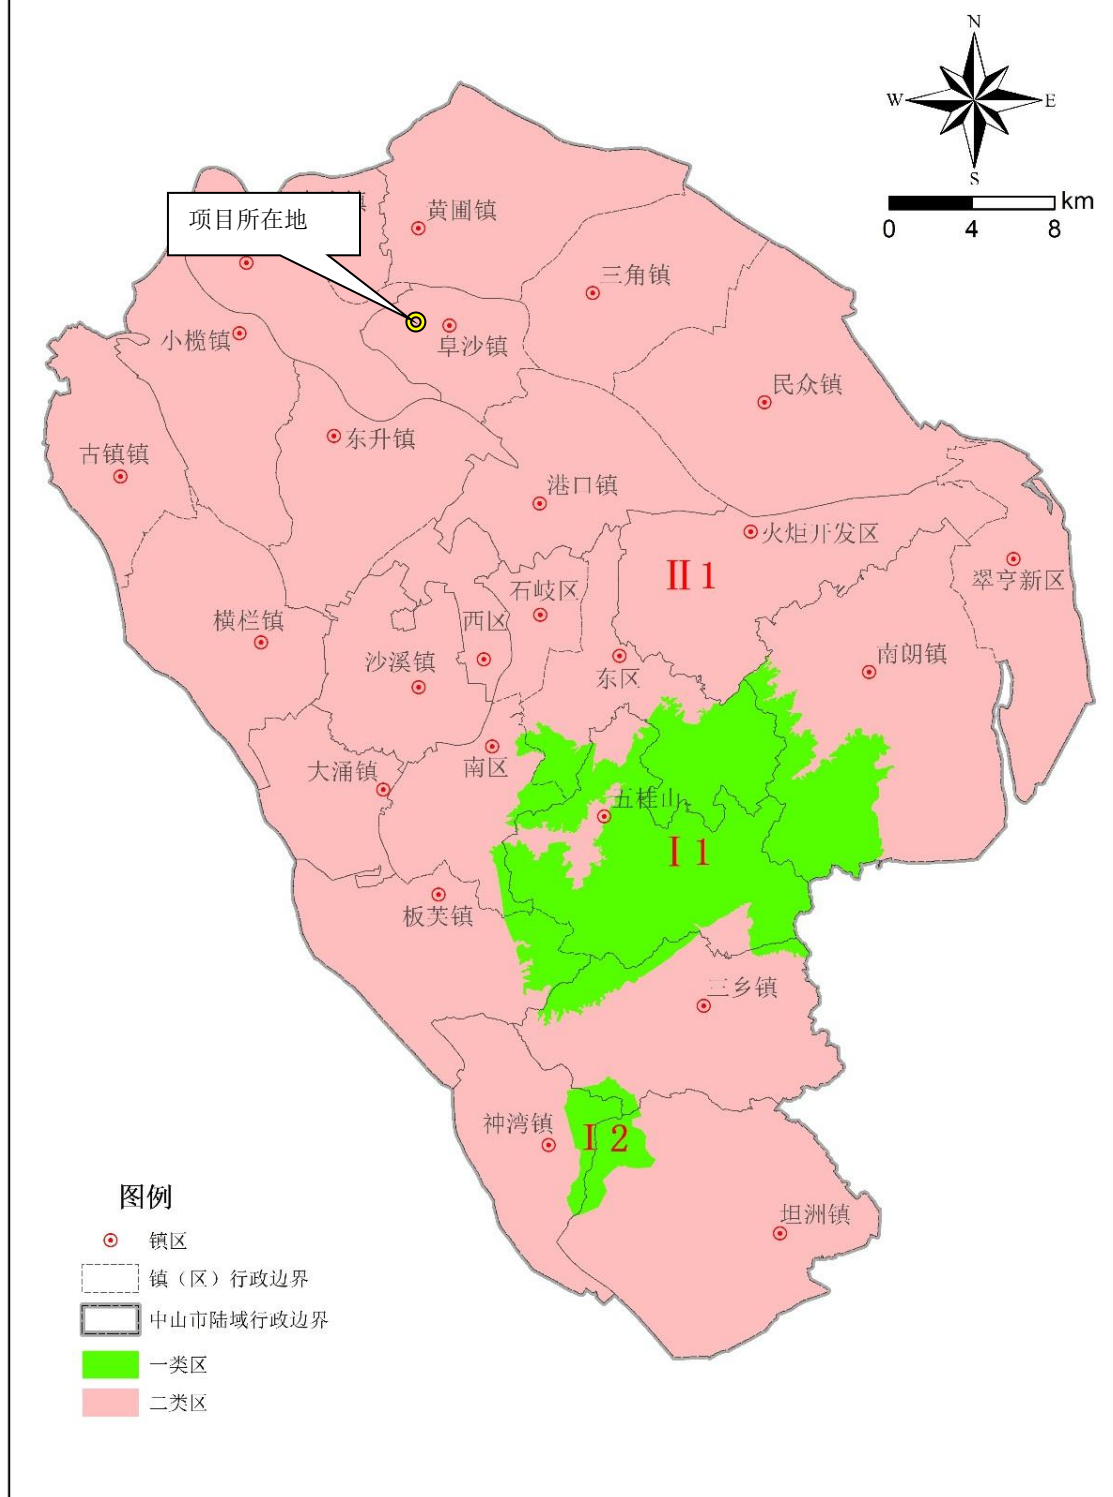 N
W
E
S
km
0
4
8
项目所在地
镇
黄圃镇
三角镇
小榄镇
阜沙镇
民众镇
古镇镇
东升镇
港口镇
火炬开发区
II 1
翠亨新区
石岐区
横栏镇
西区
沙溪镇
东区
南朗镇
大涌镇
南区
五桂山
I 1
板芙镇
三乡镇
神湾镇
I 2
坦洲镇
图例
镇区
镇（区）行政边界
中山市陆域行政边界
一类区
二类区